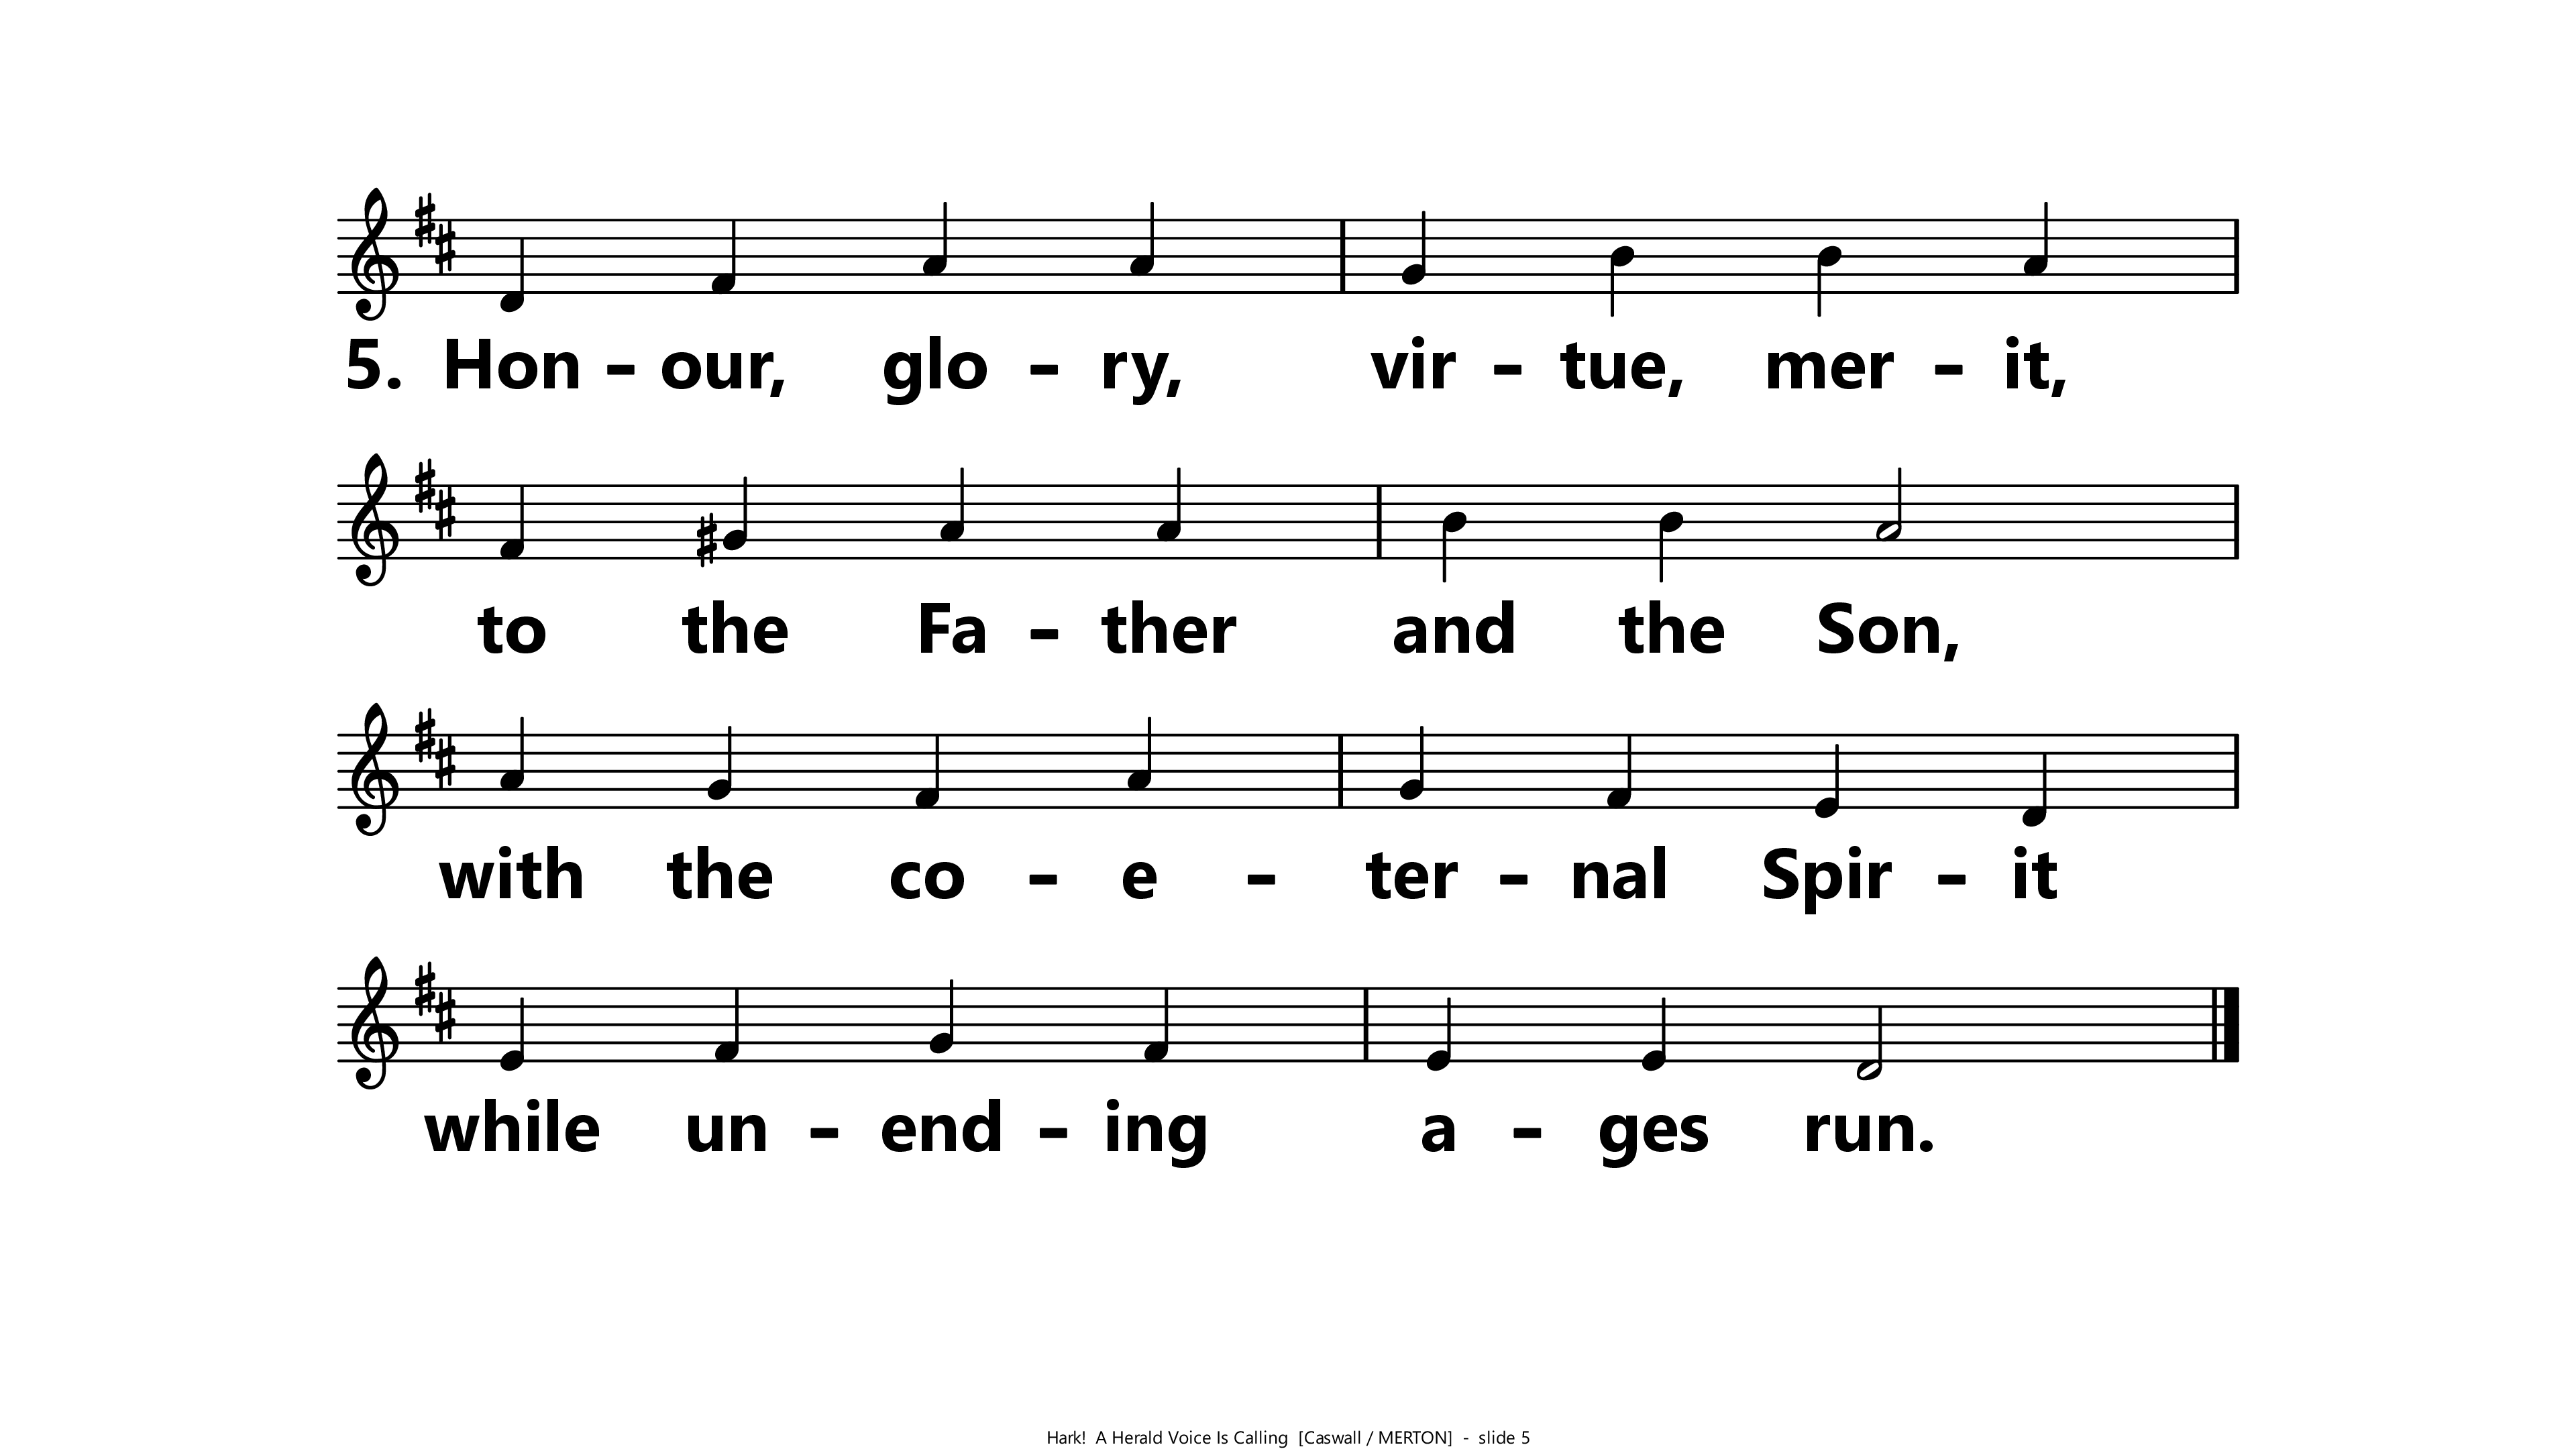 5. Hon - our, glo - ry, vir - tue, mer - it,
to the Fa - ther and the Son,
with the co - e - ter - nal Spir - it
while un - end - ing a - ges run.
Hark! A Herald Voice Is Calling [Caswall / MERTON] - slide 5